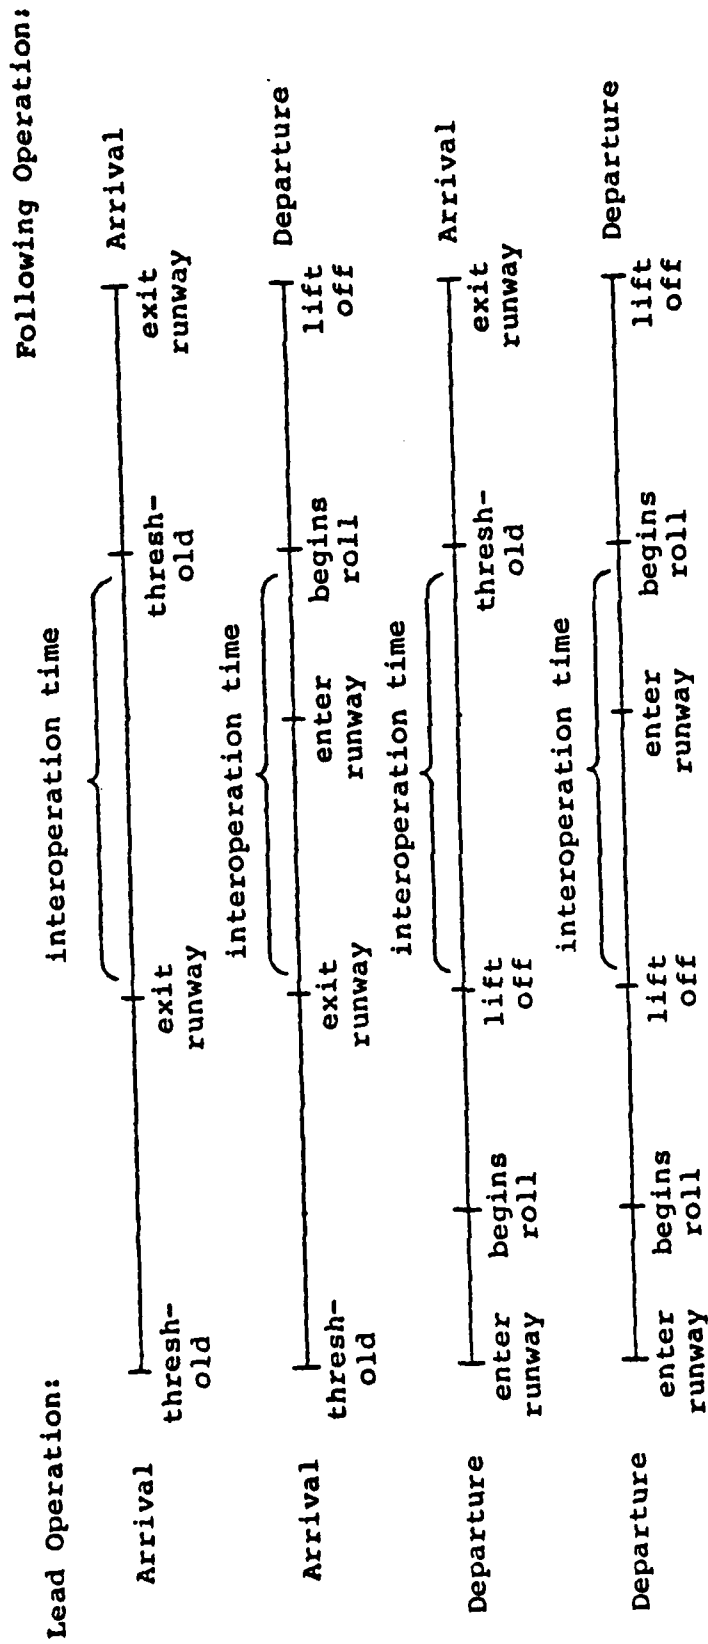 Lead Operation:
Following Operation:
interoperation time
Arrival
thresh-
old
exit
runway
thresh-
old
exit
runway
Arrival
interoperation time
Arrival
thresh-
old
exit
runway
enter
runway
begins
roll
lift
off
Departure
interoperation time
Departure
enter
runway
begins
roll
lift
off
thresh-
old
exit
runway
Arrival
interoperation time
Departure
enter
runway
begins
roll
lift
off
enter
runway
begins
roll
lift
off
Departure